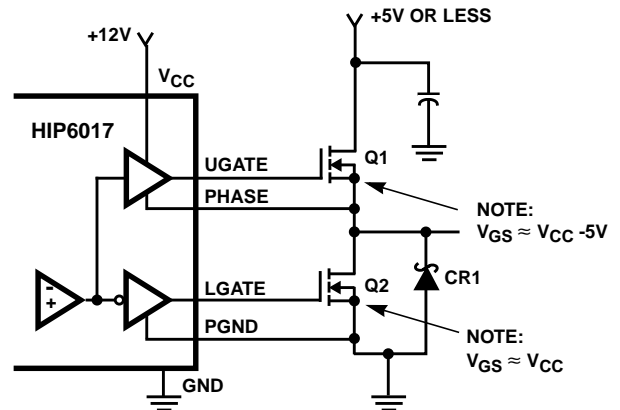 +5V OR LESS
+12V
VCC
HIP6017
UGATE
Q1
PHASE
NOTE:
VGS ≈ VCC -5V
-
+
LGATE
Q2
CR1
PGND
NOTE:
VGS ≈ VCC
GND